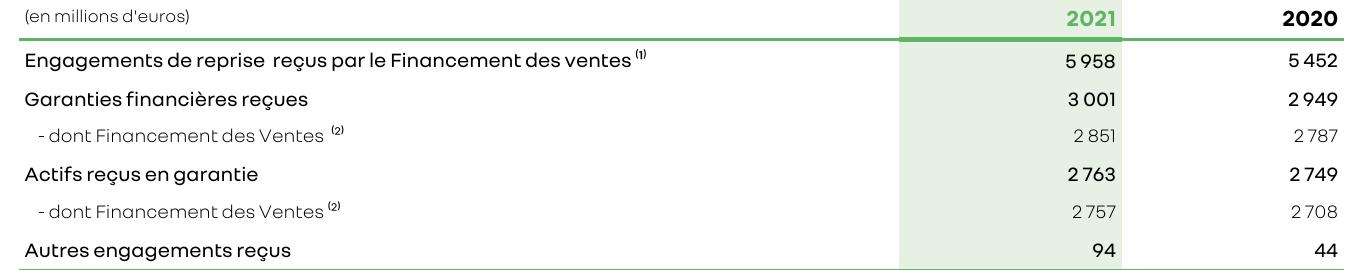 (en millions d'euros) 2021 2020
Engagements de reprise reçus par le Financement des ventes (1) 5 958 5 452
Garanties financières reçues 3 001 2 949
- dont Financement des Ventes (2) 2 851 2 787
Actifs reçus en garantie 2 763 2 749
- dont Financement des Ventes (2) 2 757 2 708
Autres engagements reçus 94 44